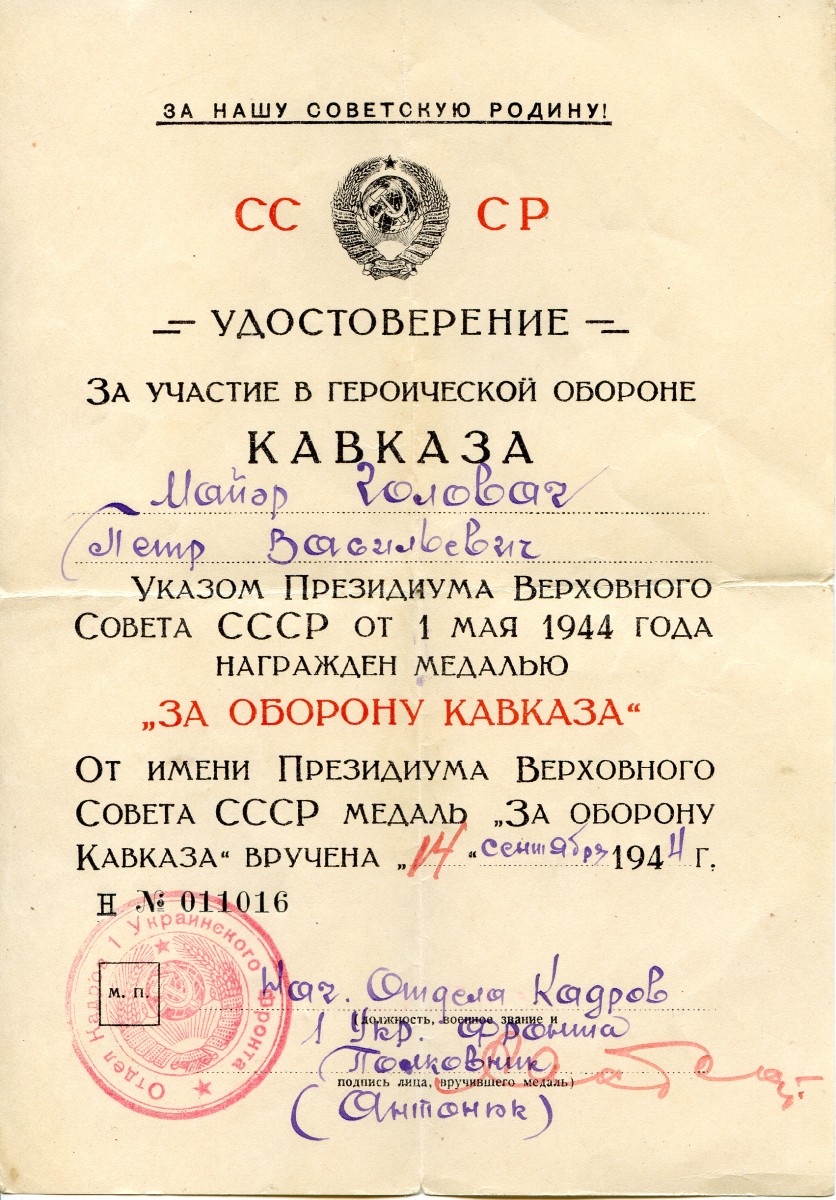 ЗА НАШУ СОВЕТСКУЮ РОДИНУ!
СС СР
УДОСТОВЕРЕНИЕ
ЗА УЧАСТИЕ В ГЕРОИЧЕСКОЙ ОБОРОНЕ
КАВКАЗА
Майор Головач
Петр Васильевич
УКАЗОМ ПРЕЗИДИУМА ВЕРХОВНОГО
СОВЕТА СССР ОТ 1 МАЯ 1944 ГОДА
НАГРАЖДЕН МЕДАЛЬЮ
„ЗА ОБОРОНУ КАВКАЗА“
ОТ ИМЕНИ ПРЕЗИДИУМА ВЕРХОВНОГО
СОВЕТА СССР МЕДАЛЬ „ЗА ОБОРОНУ
КАВКАЗА“ ВРУЧЕНА „14“ сентября 1944 Г.
Н № 011016
Отдел Кадров 1 Украинского Фронта
М. П.
Нач. Отдела Кадров
(должность, военное звание и
1 Укр. Фронта
Полковник
подпись лица, вручившего медаль)
(Антонюк)